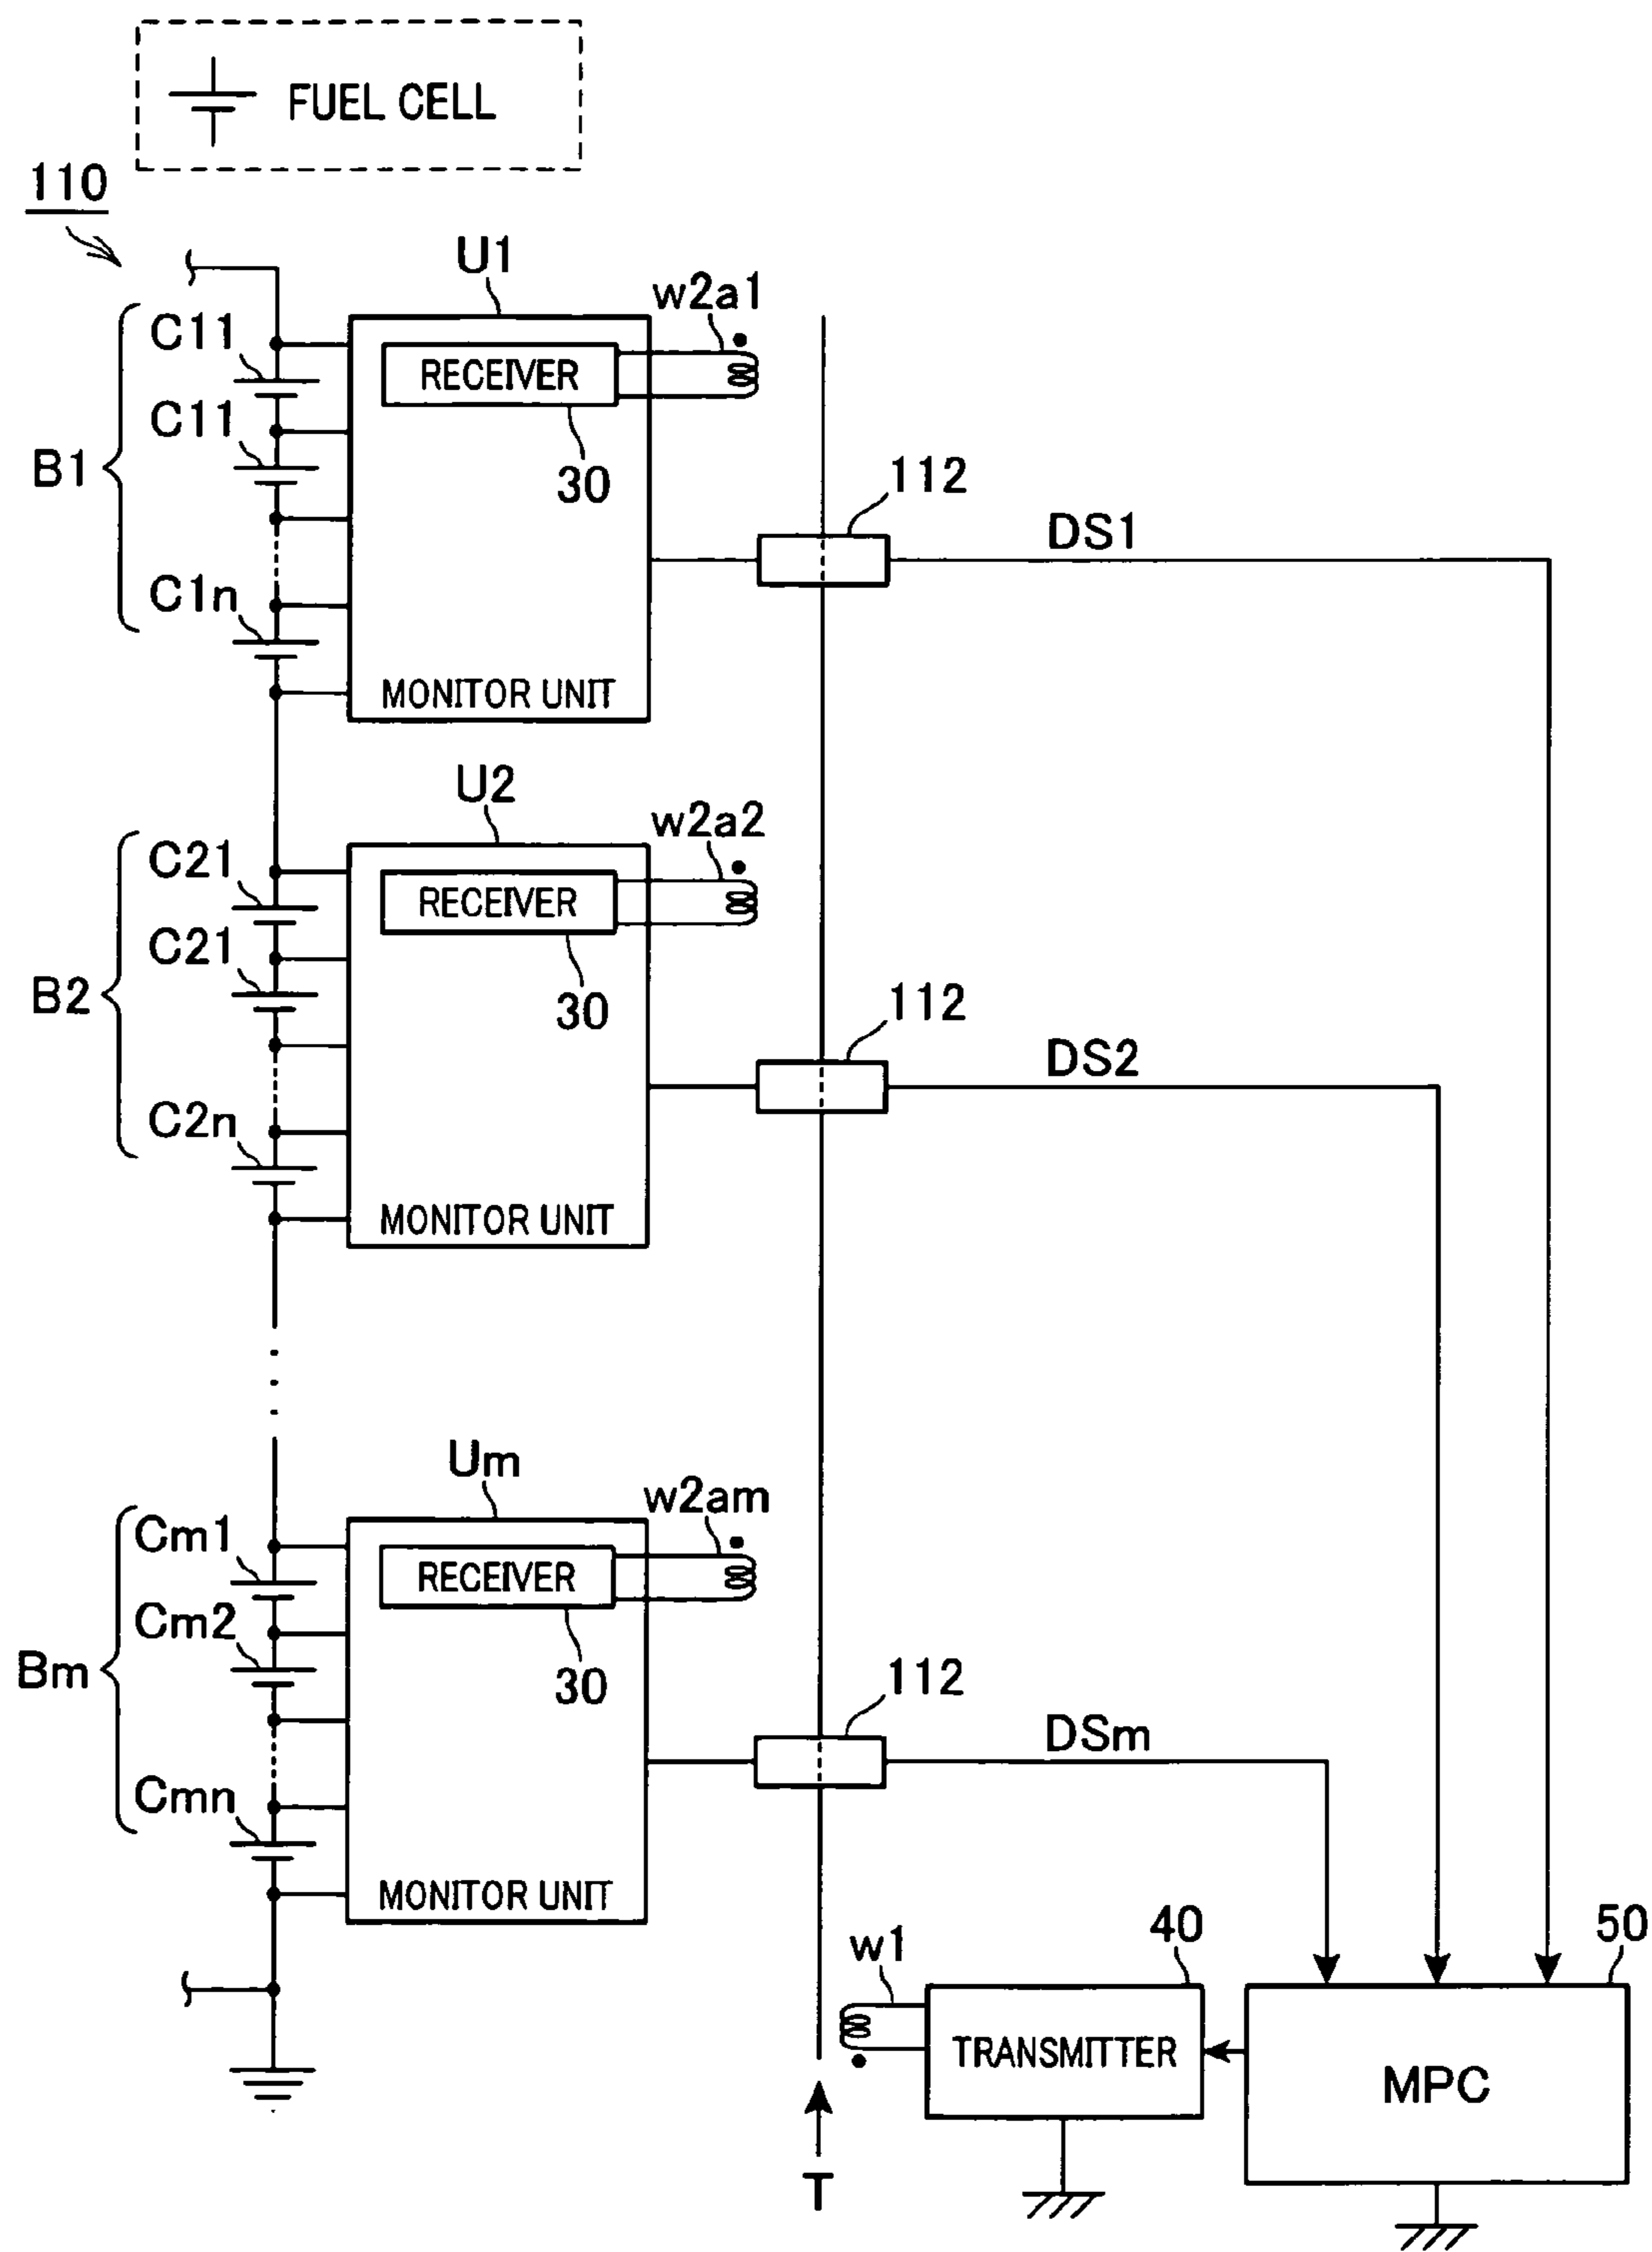 FUEL CELL
110
U1
w2a1
C11
RECEIVER
C11
B1
30
112
DS1
C1n
MONITOR UNIT
U2
w2a2
C21
RECEIVER
C21
B2
30
112
DS2
C2n
MONITOR UNIT
Um
w2am
Cm1
RECEIVER
Cm2
Bm
30
112
DSm
Cmn
MONITOR UNIT
w1
40
50
TRANSMITTER
MPC
T